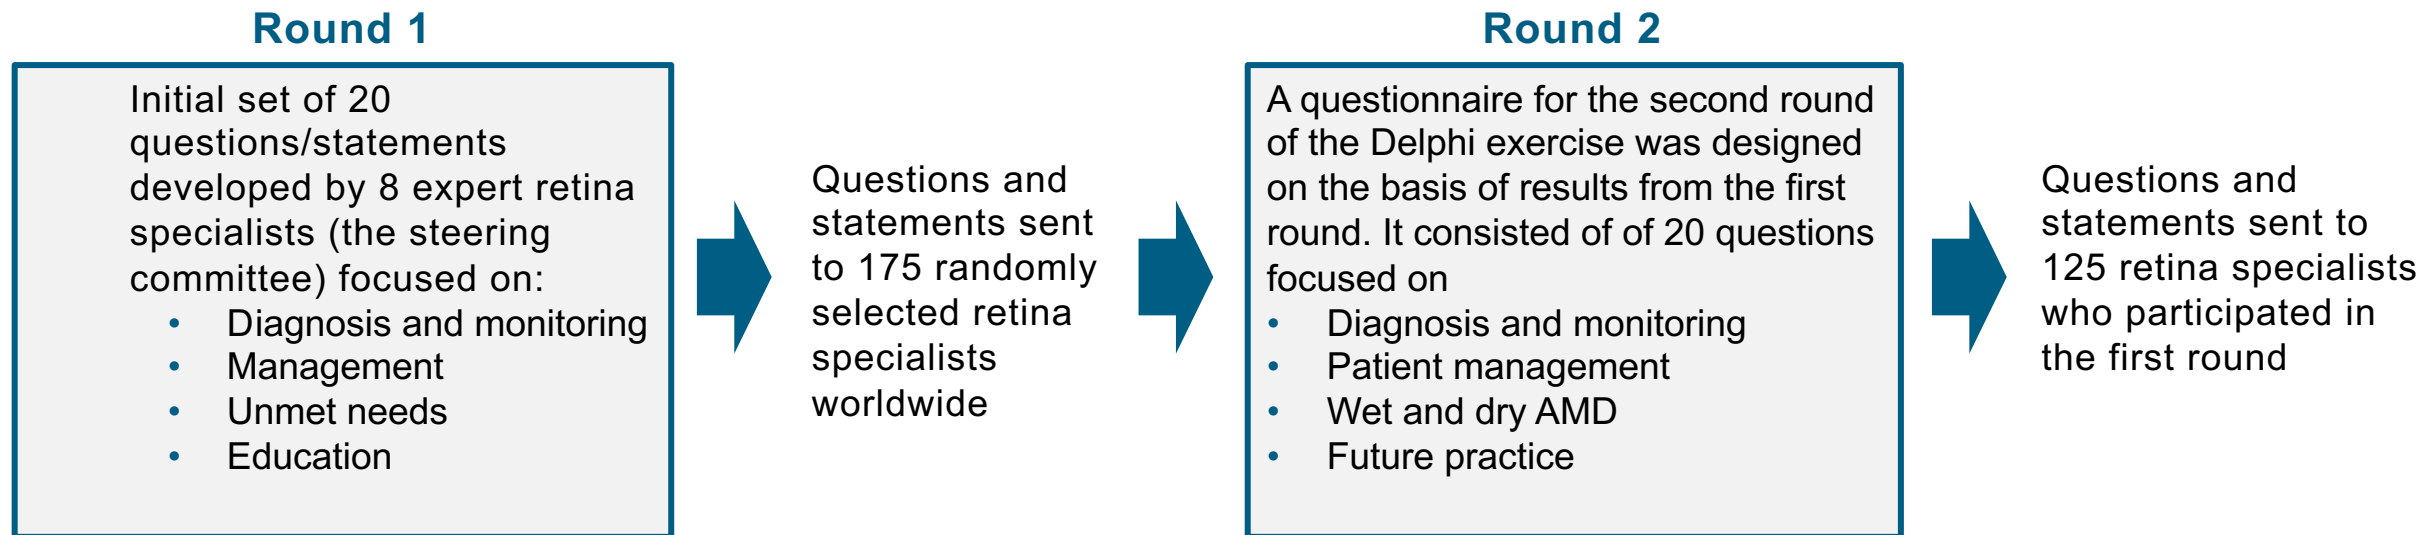 Round 1
Initial set of 20
questions/statements
developed by 8 expert retina
specialists (the steering
committee) focused on:
• Diagnosis and monitoring
• Management
• Unmet needs
• Education
Questions and
statements sent
to 175 randomly
selected retina
specialists
worldwide
Round 2
A questionnaire for the second round
of the Delphi exercise was designed
on the basis of results from the first
round. It consisted of of 20 questions
focused on
• Diagnosis and monitoring
• Patient management
• Wet and dry AMD
• Future practice
Questions and
statements sent to
125 retina specialists
who participated in
the first round